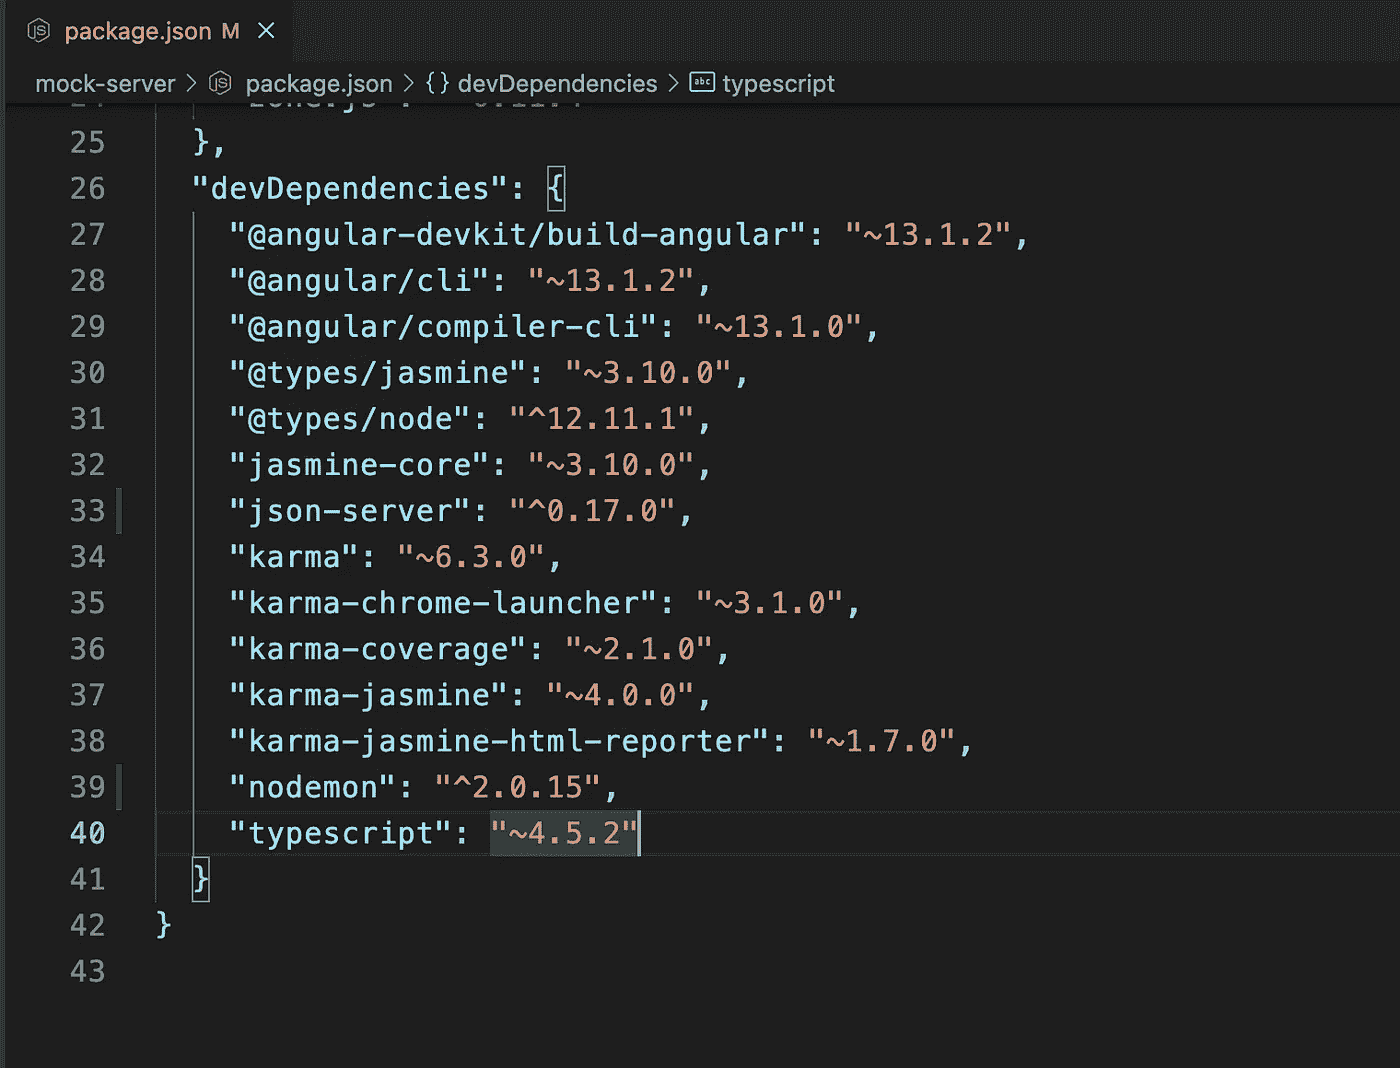 package.json M
mock-server > package.json > {} devDependencies > abc typescript
25 },
26 "devDependencies": {
27 "@angular-devkit/build-angular": "~13.1.2",
28 "@angular/cli": "~13.1.2",
29 "@angular/compiler-cli": "~13.1.0",
30 "@types/jasmine": "~3.10.0",
31 "@types/node": "^12.11.1",
32 "jasmine-core": "~3.10.0",
33 "json-server": "^0.17.0",
34 "karma": "~6.3.0",
35 "karma-chrome-launcher": "~3.1.0",
36 "karma-coverage": "~2.1.0",
37 "karma-jasmine": "~4.0.0",
38 "karma-jasmine-html-reporter": "~1.7.0",
39 "nodemon": "^2.0.15",
40 "typescript": "~4.5.2"
41 }
42 }
43